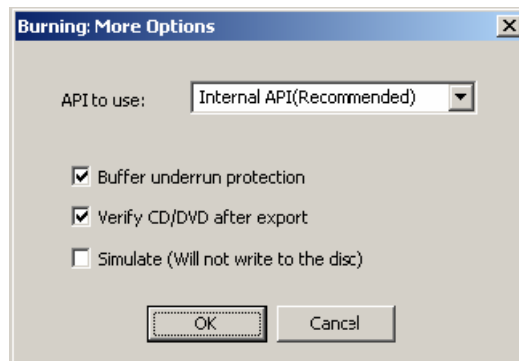 Burning: More Options
API to use: Internal API(Recommended)
Buffer underrun protection
Verify CD/DVD after export
Simulate (Will not write to the disc)
OK Cancel